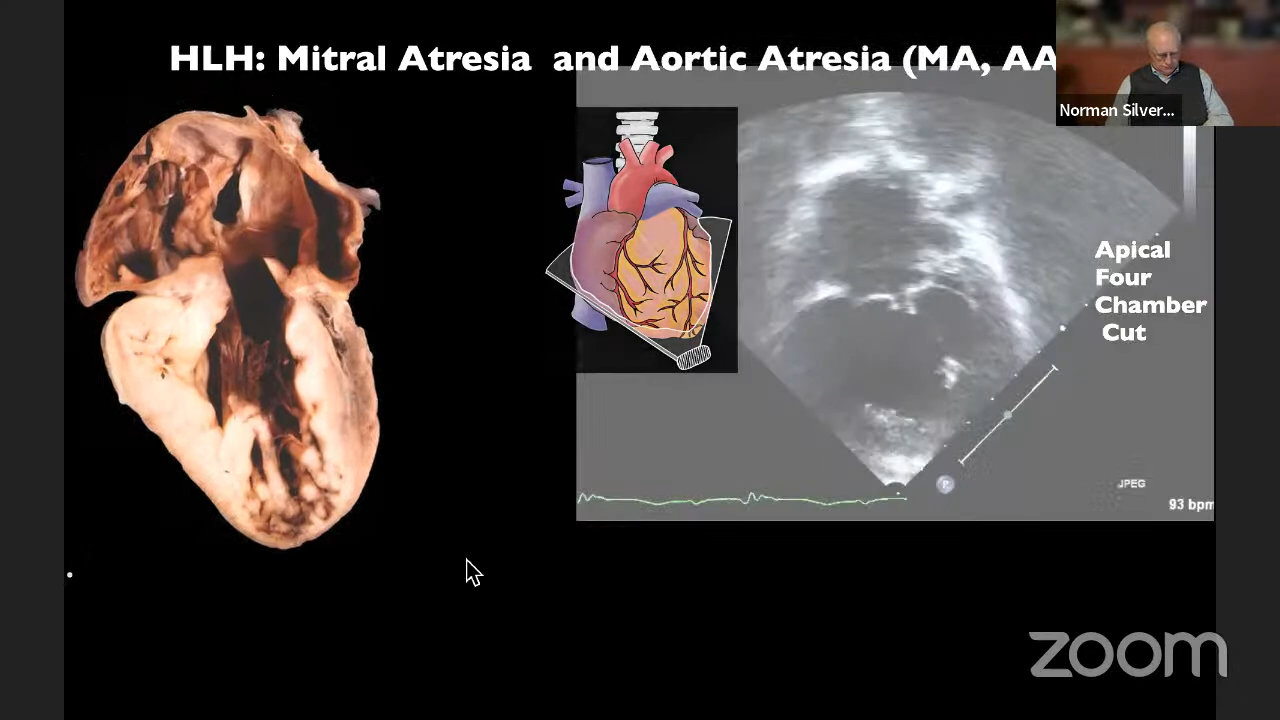 HLH: Mitral Atresia and Aortic Atresia (MA, AA
Norman Silver...
Apical
Four
Chamber
Cut
P
JPEG
93 bpm
zoom